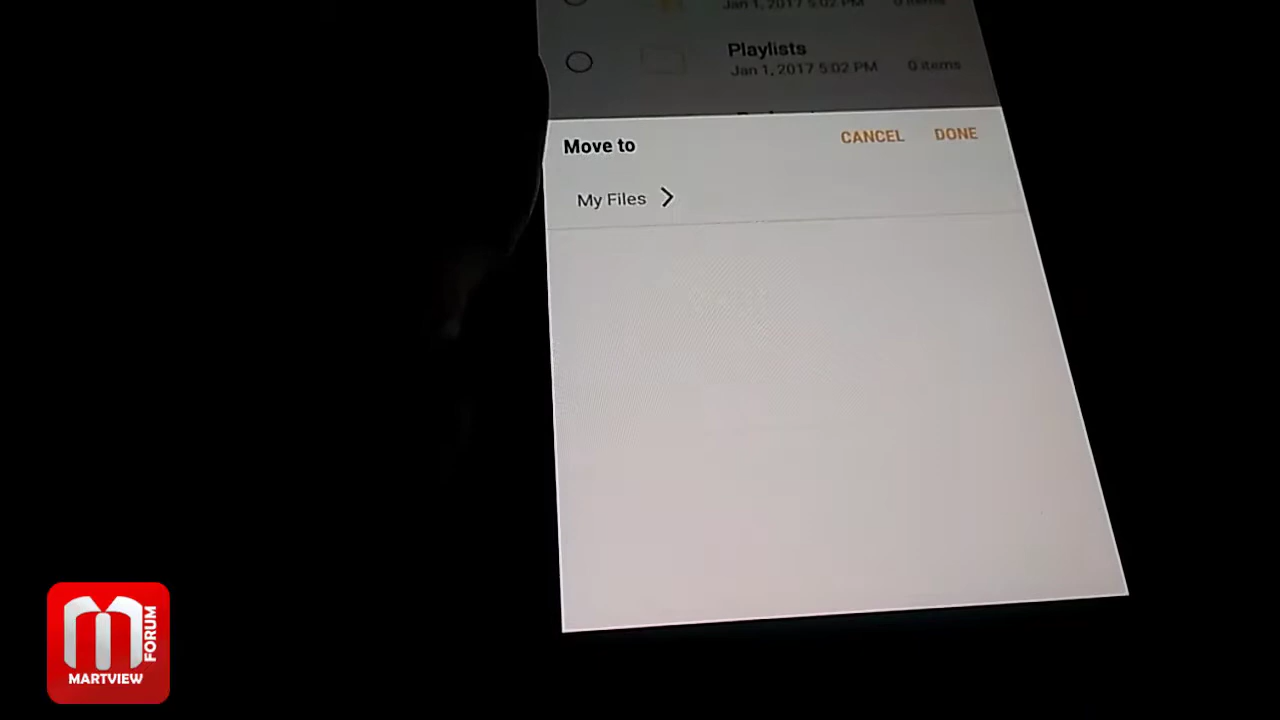 Jan 1, 2017 5:02 PM 0 items
Playlists
Jan 1, 2017 5:02 PM 0 items
Move to CANCEL DONE
My Files
FORUM
MARTVIEW